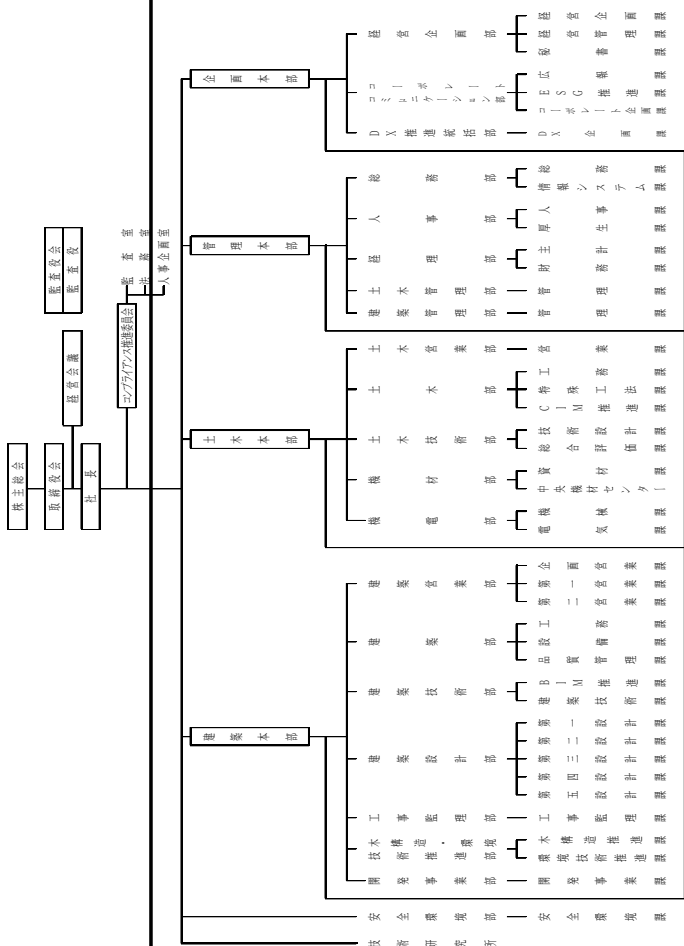 株主総会
取締役会
社長
経営会議
監査役会
監査役
コンプライアンス推進委員会
監査室
法務室
人事企画室
企画本部
経営企画部
経営企画課
経営管理課
秘書課
コーポレート
コミュニケーション部
広報課
ESG推進課
コーポレート企画課
DX推進統括部
DX企画課
管理本部
総務部
総務課
情報システム課
人事部
人事課
厚生課
経理部
主計課
財務課
土木管理部
管理課
建築管理部
管理課
土木本部
土木営業部
営業課
土木部
工務課
特殊工法課
CIM推進課
土木技術部
技術設計課
総合評価課
機材部
資材課
中央機材センター
機電部
機械課
電気課
建築本部
建築営業部
企画営業課
第一営業課
第二営業課
建築部
工務課
設備課
品質管理課
建築技術部
BIM推進課
建築技術課
建築設計部
第一設計課
第二設計課
第三設計課
第四設計課
第五設計課
工事監理部
工事監理課
木構造・環境
技術推進部
木構造推進課
環境技術推進課
開発事業部
開発事業課
安全環境部
安全環境課
技術研究所